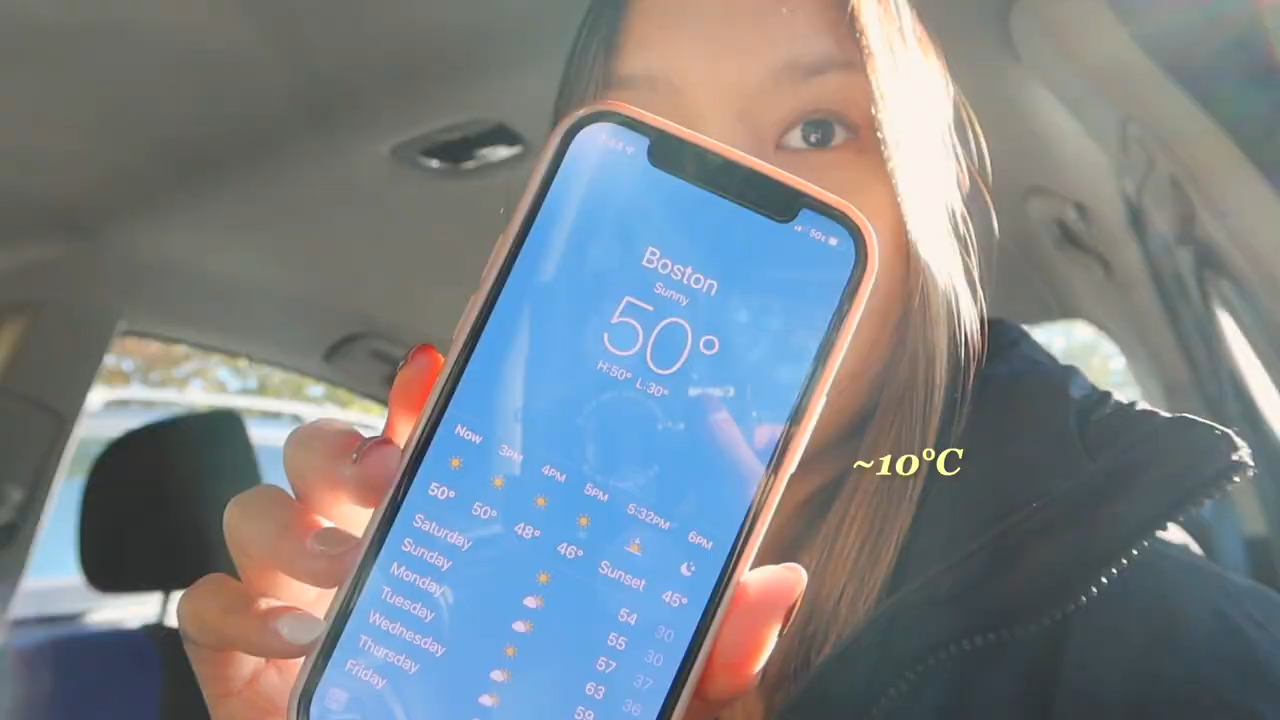 5GE
Boston
Sunny
50°
H:50° L:30°
Now 3PM 4PM 5PM 5:32PM 6PM
50° 50° 48° 46° Sunset 45°
Saturday 54 30
Sunday 55 30
Monday 57 37
Tuesday 63 36
Wednesday 59
Thursday
Friday
~10°C